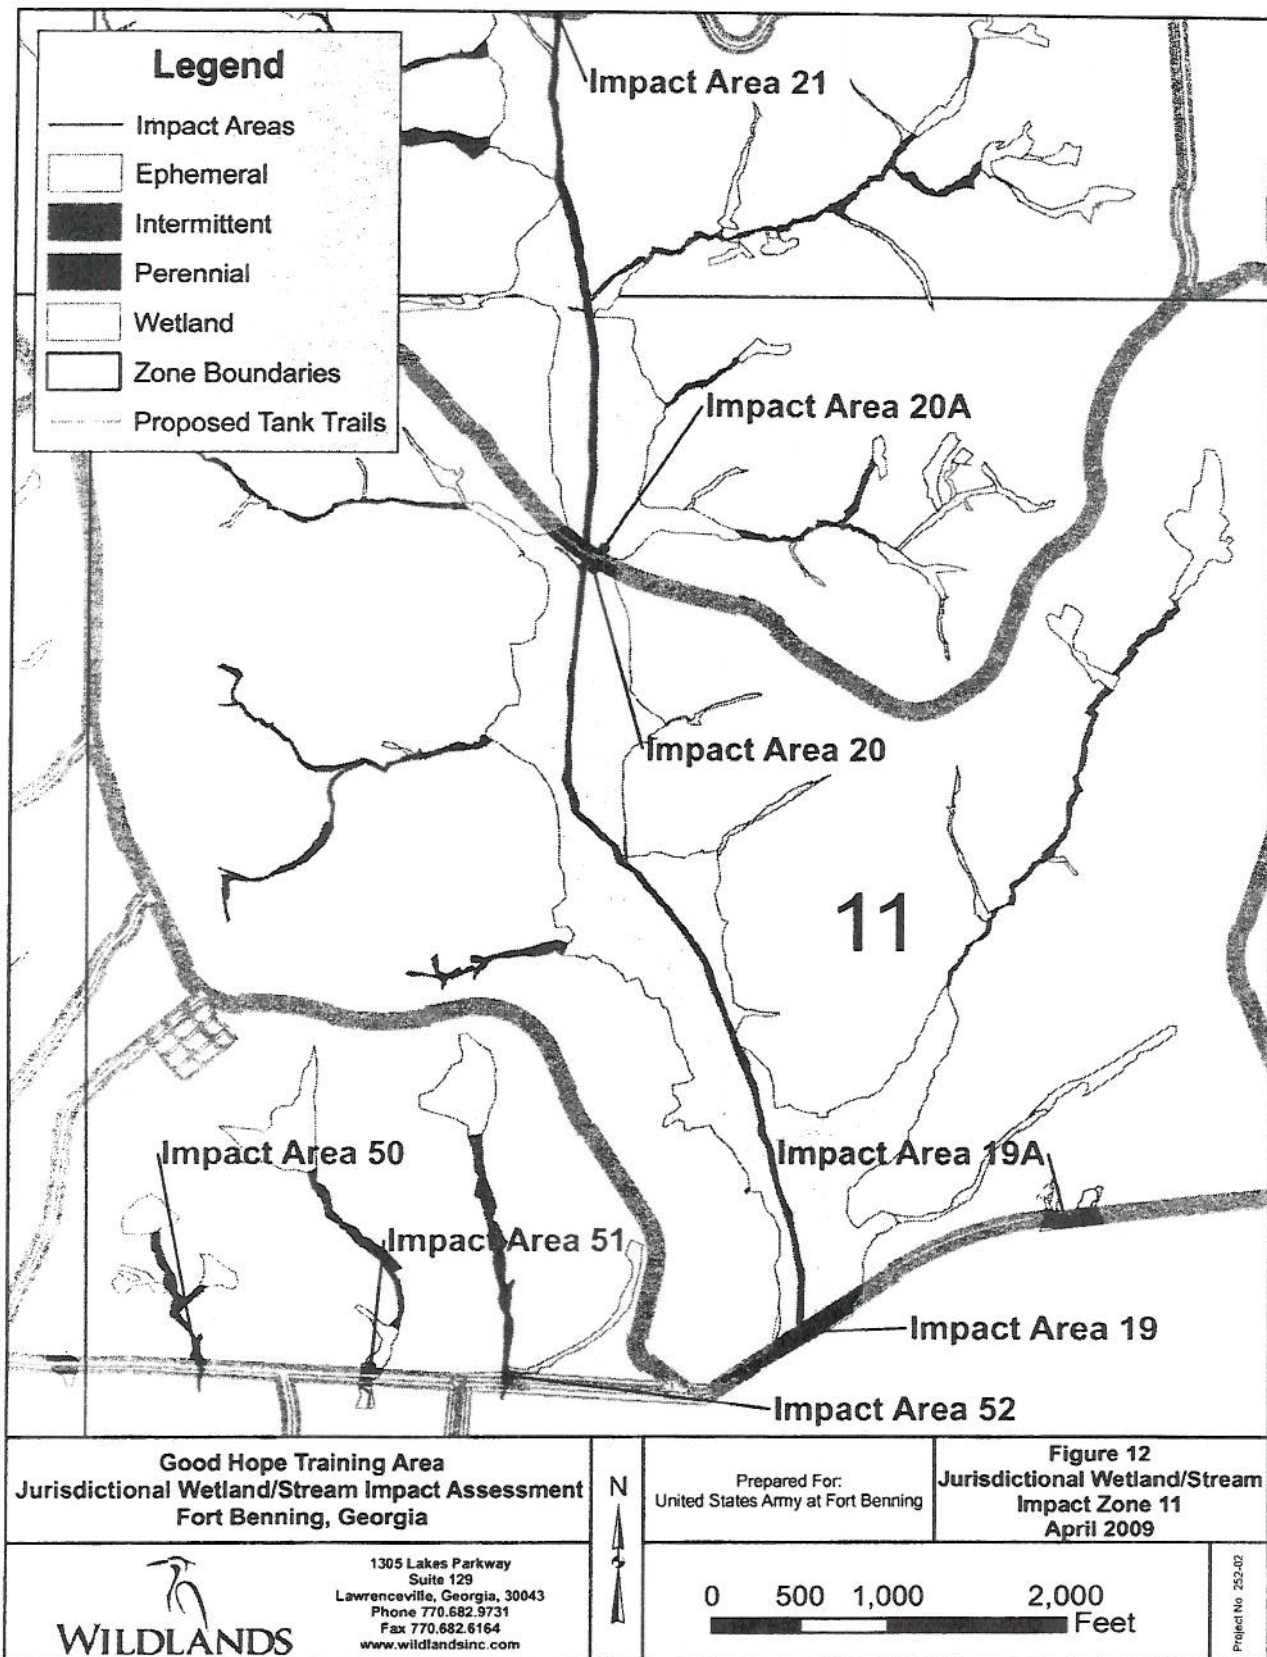 Legend
Impact Areas
Ephemeral
Intermittent
Perennial
Wetland
Zone Boundaries
Proposed Tank Trails
Impact Area 21
Impact Area 20A
Impact Area 20
11
Impact Area 50
Impact Area 19A
Impact Area 51
Impact Area 19
Impact Area 52
Good Hope Training Area
Jurisdictional Wetland/Stream Impact Assessment
Fort Benning, Georgia
N
Prepared For:
United States Army at Fort Benning
Figure 12
Jurisdictional Wetland/Stream
Impact Zone 11
April 2009
WILDLANDS
1305 Lakes Parkway
Suite 129
Lawrenceville, Georgia, 30043
Phone 770.682.9731
Fax 770.682.6164
www.wildlandsinc.com
0 500 1,000 2,000
Feet
Project No 252-02